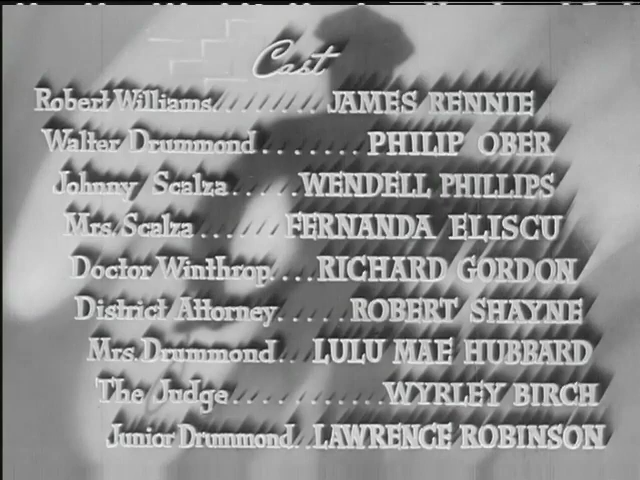 Cast
Robert Williams........JAMES RENNIE
Walter Drummond.......PHILIP OBER
Johnny Scalza.....WENDELL PHILLIPS
Mrs. Scalza......FERNANDA ELISCU
Doctor Winthrop....RICHARD GORDON
District Attorney.....ROBERT SHAYNE
Mrs. Drummond...LULU MAE HUBBARD
The Judge...........WYRLEY BIRCH
Junior Drummond..LAWRENCE ROBINSON